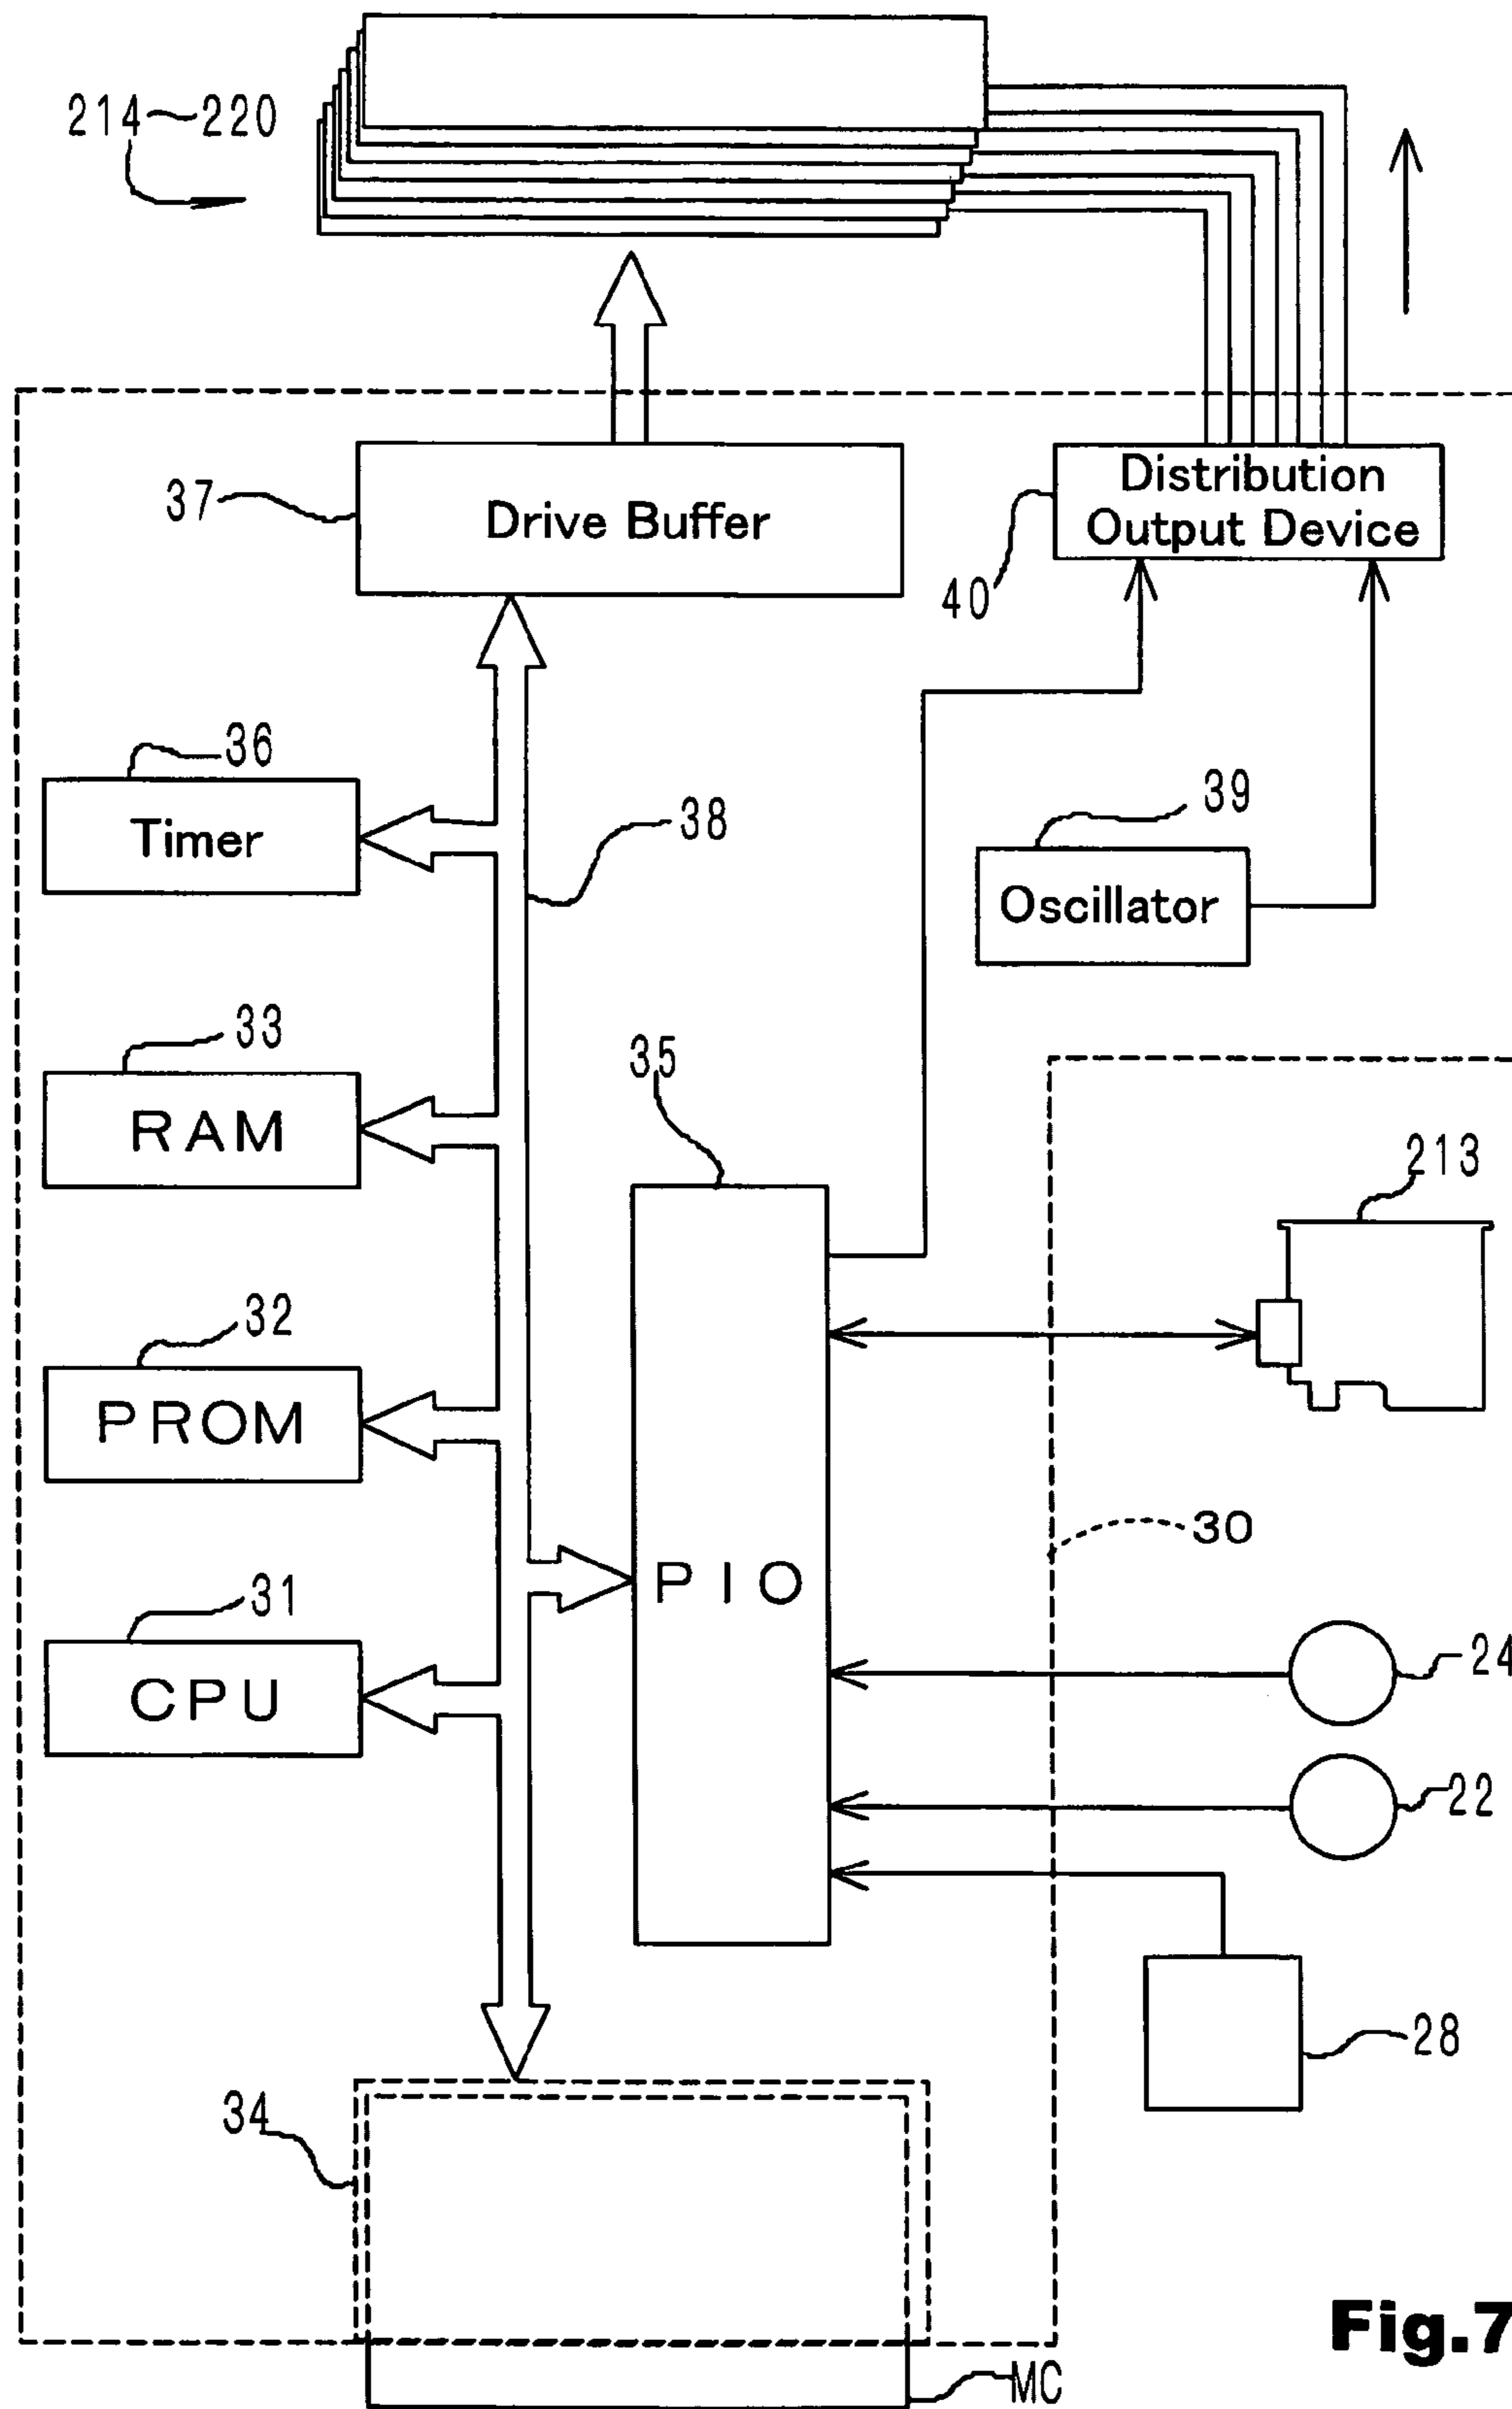 214~220
37
Drive Buffer
Distribution
Output Device
40
36
Timer
38
39
Oscillator
33
RAM
35
213
32
PROM
30
PIO
31
CPU
24
22
28
34
MC
Fig.7